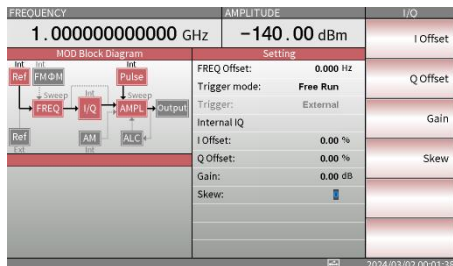 FREQUENCY AMPLITUDE I/Q
1.000000000000 GHz −140.00 dBm
MOD Block Diagram
Int Int Int
Ref FMΦM Pulse
Sweep Int Sweep
FREQ I/Q AMPL Output
Ref AM ALC
Ext Int
Setting
FREQ Offset: 0.000 Hz
Trigger mode: Free Run
Trigger: External
Internal IQ
I Offset: 0.00 %
Q Offset: 0.00 %
Gain: 0.00 dB
Skew: 0
I Offset
Q Offset
Gain
Skew
2024/03/02 00:01:38